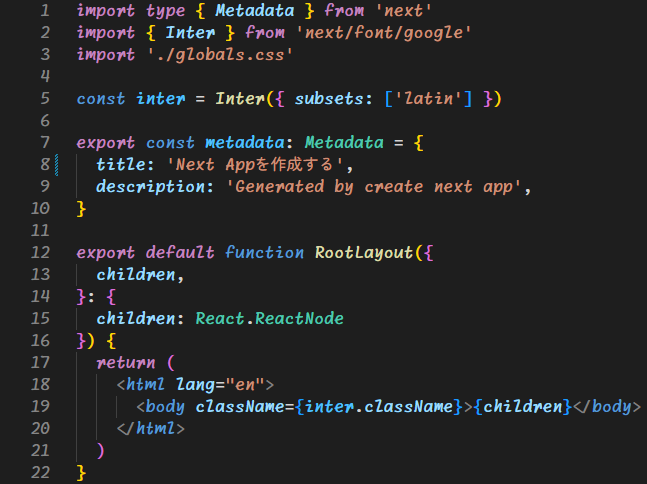 1 import type { Metadata } from 'next'
2 import { Inter } from 'next/font/google'
3 import './globals.css'
4
5 const inter = Inter({ subsets: ['latin'] })
6
7 export const metadata: Metadata = {
8   title: 'Next Appを作成する',
9   description: 'Generated by create next app',
10 }
11
12 export default function RootLayout({
13   children,
14 }: {
15   children: React.ReactNode
16 }) {
17   return (
18     <html lang="en">
19       <body className={inter.className}>{children}</body>
20     </html>
21   )
22 }